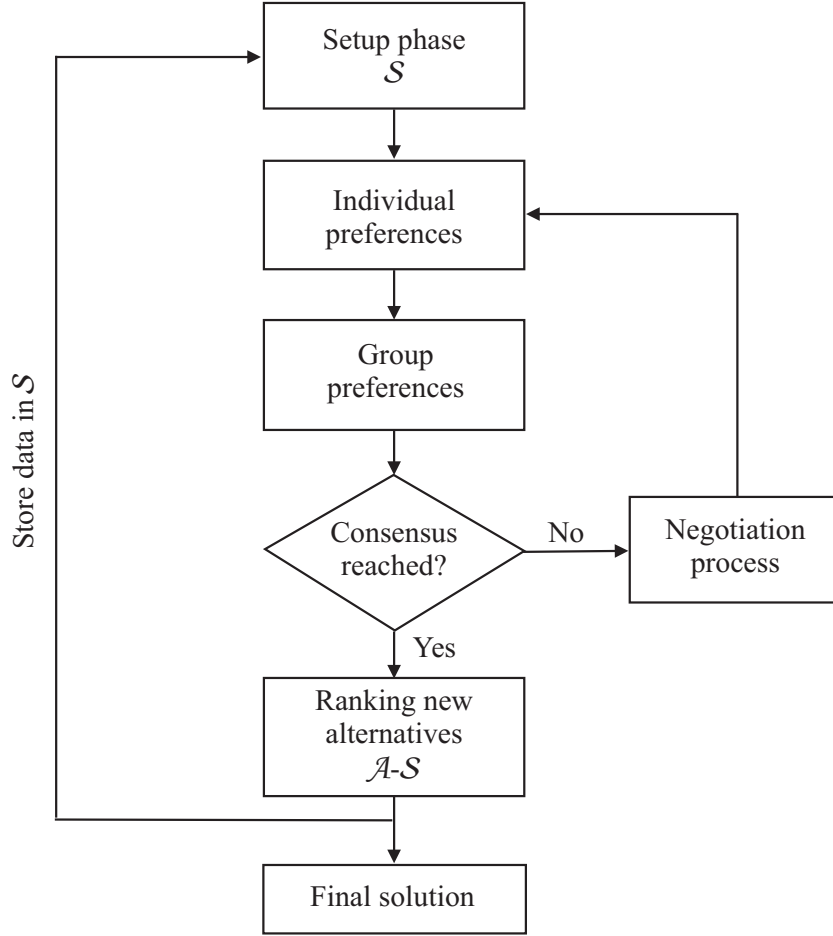 Setup phase
𝒮
Individual
preferences
Group
preferences
Store data in 𝒮
Consensus
reached?
No
Negotiation
process
Yes
Ranking new
alternatives
𝒜-𝒮
Final solution